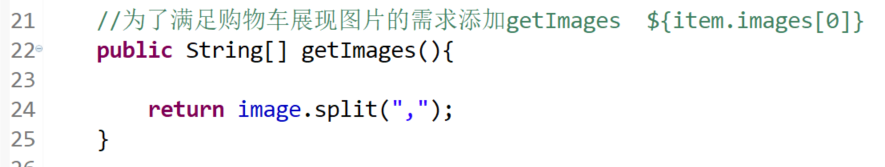 21 //为了满足购物车展现图片的需求添加getImages ${item.images[0]}
22 public String[] getImages(){
23
24 return image.split(",");
25 }